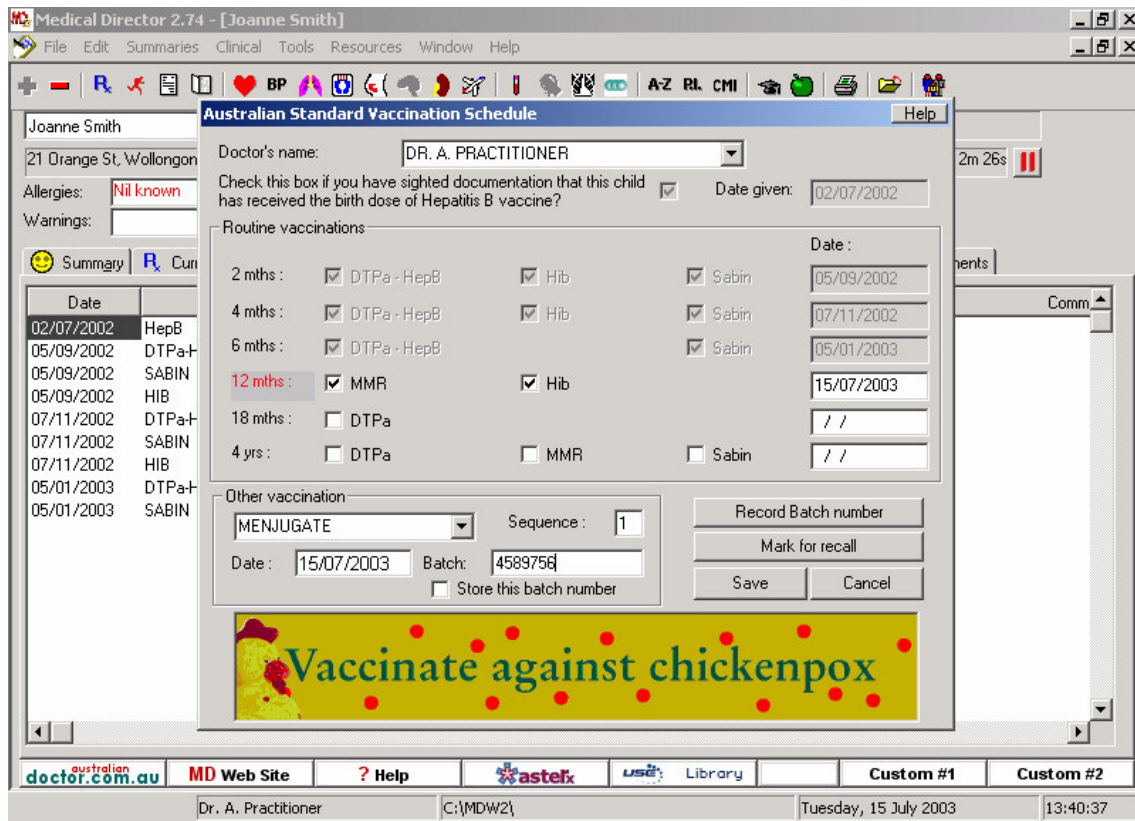 Medical Director 2.74 - [Joanne Smith]
File Edit Summaries Clinical Tools Resources Window Help
BP A-Z RI. CMI
Australian Standard Vaccination Schedule Help
Joanne Smith
Doctor's name: DR. A. PRACTITIONER
21 Orange St, Wollongon 2m 26s
Check this box if you have sighted documentation that this child
has received the birth dose of Hepatitis B vaccine? Date given: 02/07/2002
Allergies: Nil known
Warnings:
Routine vaccinations
Date :
Summary Rx Curr ments
2 mths : DTPa - HepB Hib Sabin 05/09/2002
4 mths : DTPa - HepB Hib Sabin 07/11/2002
6 mths : DTPa - HepB Sabin 05/01/2003
12 mths : MMR Hib 15/07/2003
18 mths : DTPa / /
4 yrs : DTPa MMR Sabin / /
Date Comm
02/07/2002 HepB
05/09/2002 DTPa-H
05/09/2002 SABIN
05/09/2002 HIB
07/11/2002 DTPa-H
07/11/2002 SABIN
07/11/2002 HIB
05/01/2003 DTPa-H
05/01/2003 SABIN
Other vaccination
MENJUGATE Sequence : 1
Date : 15/07/2003 Batch: 4589756
Store this batch number
Record Batch number
Mark for recall
Save Cancel
Vaccinate against chickenpox
australian
doctor.com.au MD Web Site ? Help astelix Library Custom #1 Custom #2
Dr. A. Practitioner C:\MDW2\ Tuesday, 15 July 2003 13:40:37